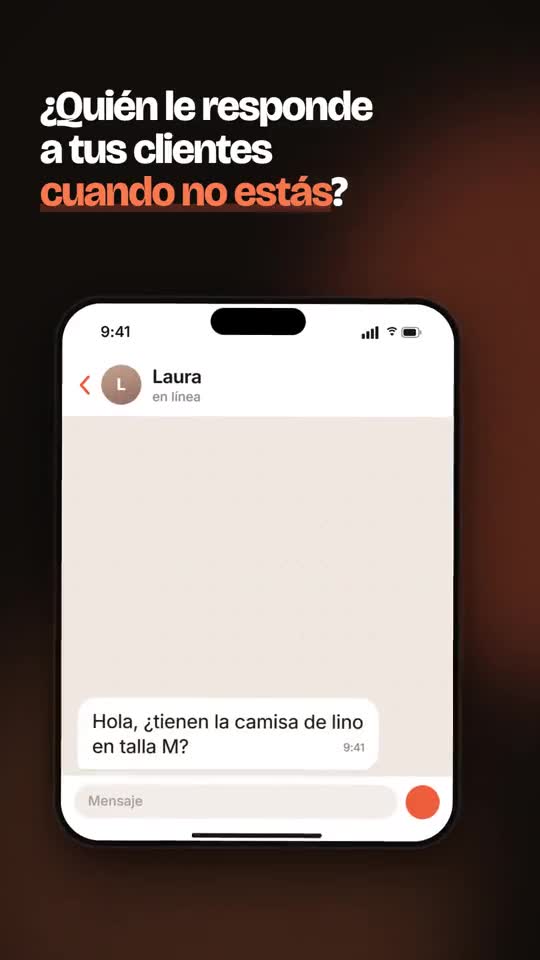 ¿Quién le responde
a tus clientes
cuando no estás?
9:41
L
Laura
en línea
Hola, ¿tienen la camisa de lino
en talla M?
9:41
Mensaje